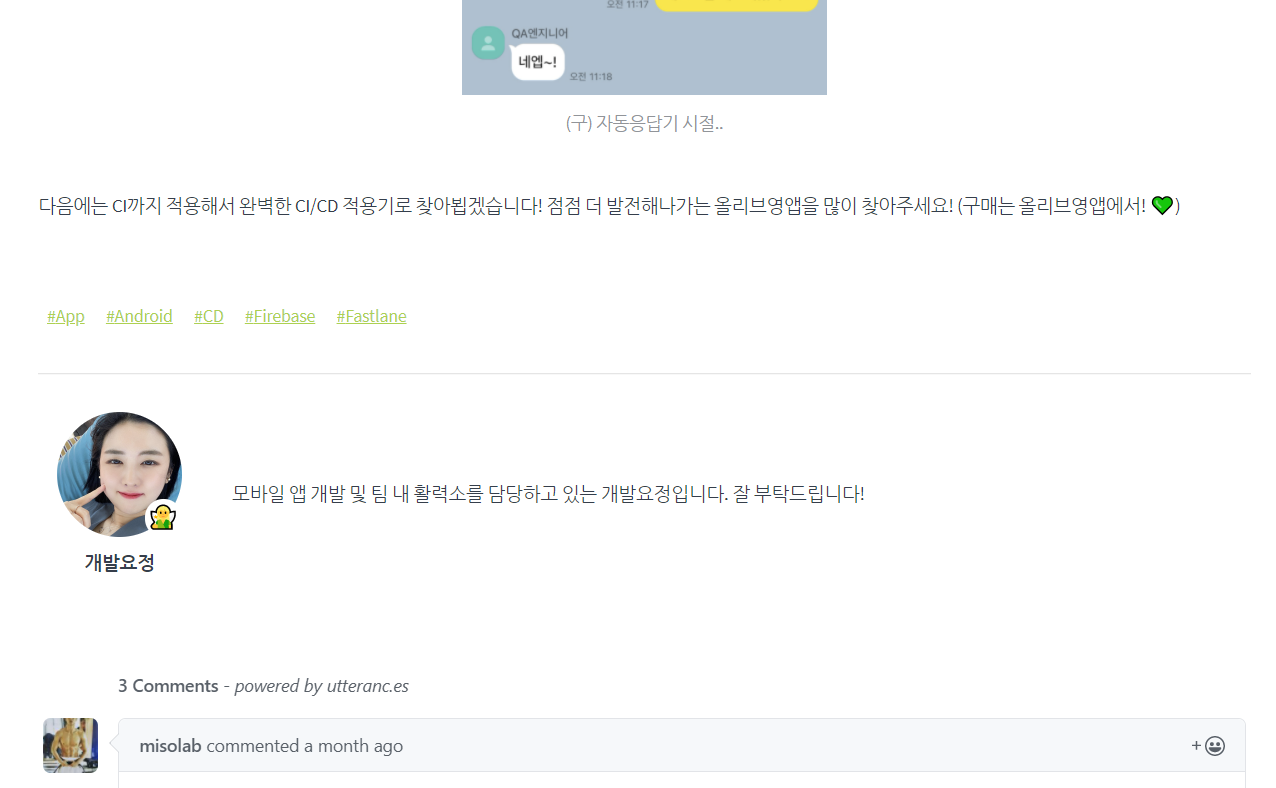 오전 11:17
QA엔지니어
네엡~!
오전 11:18
(구) 자동응답기 시절..
다음에는 CI까지 적용해서 완벽한 CI/CD 적용기로 찾아뵙겠습니다! 점점 더 발전해나가는 올리브영앱을 많이 찾아주세요! (구매는 올리브영앱에서! 💚)
#App #Android #CD #Firebase #Fastlane
모바일 앱 개발 및 팀 내 활력소를 담당하고 있는 개발요정입니다. 잘 부탁드립니다!
개발요정
3 Comments - powered by utteranc.es
misolab commented a month ago
+😀